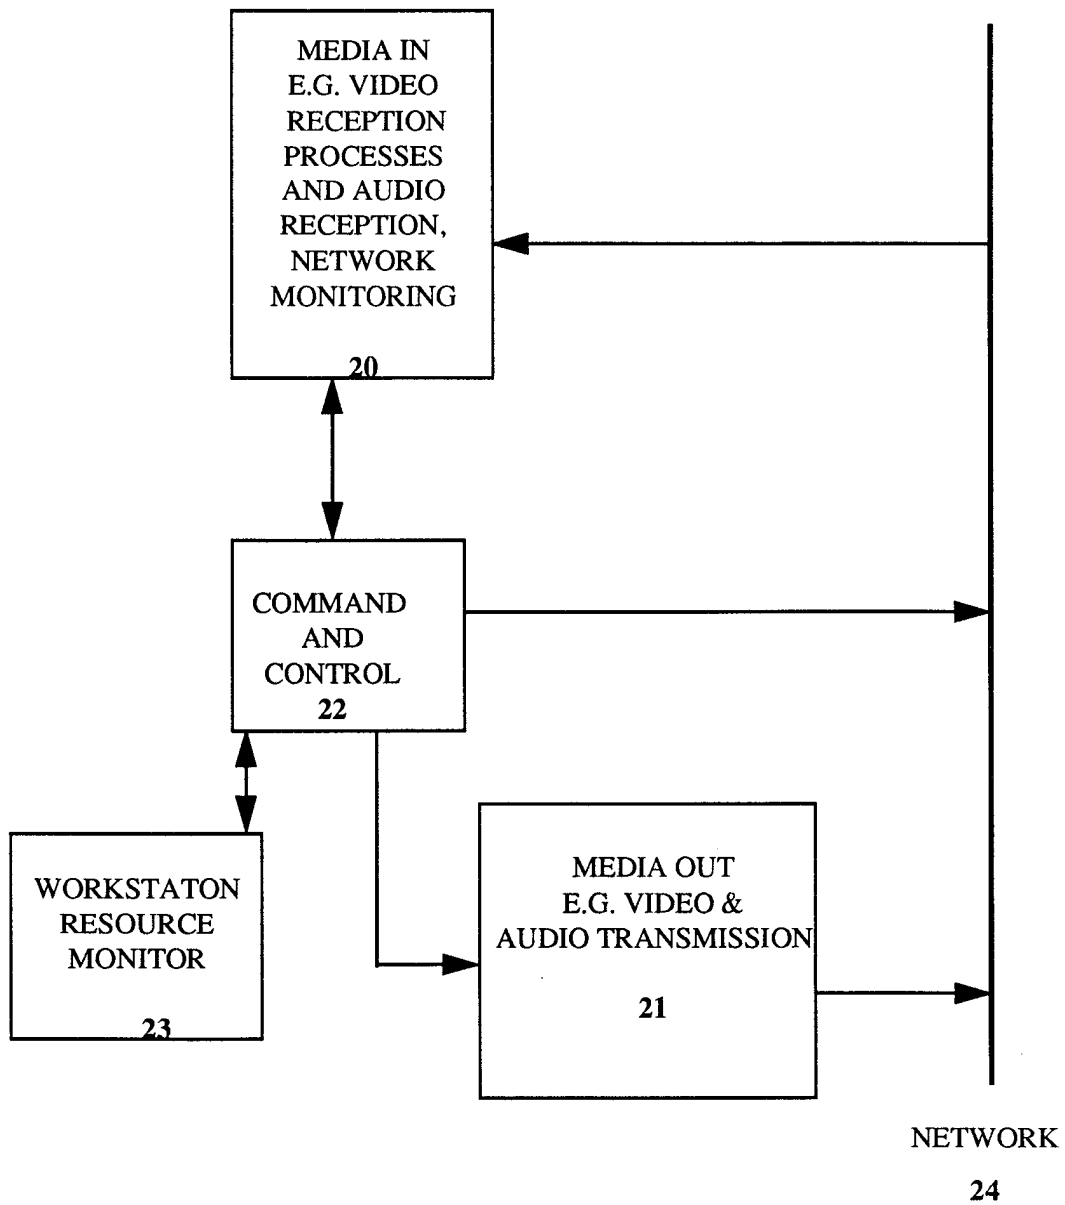 MEDIA IN
E.G. VIDEO
RECEPTION
PROCESSES
AND AUDIO
RECEPTION,
NETWORK
MONITORING
20
COMMAND
AND
CONTROL
22
WORKSTATON
RESOURCE
MONITOR
23
MEDIA OUT
E.G. VIDEO &
AUDIO TRANSMISSION
21
NETWORK
24